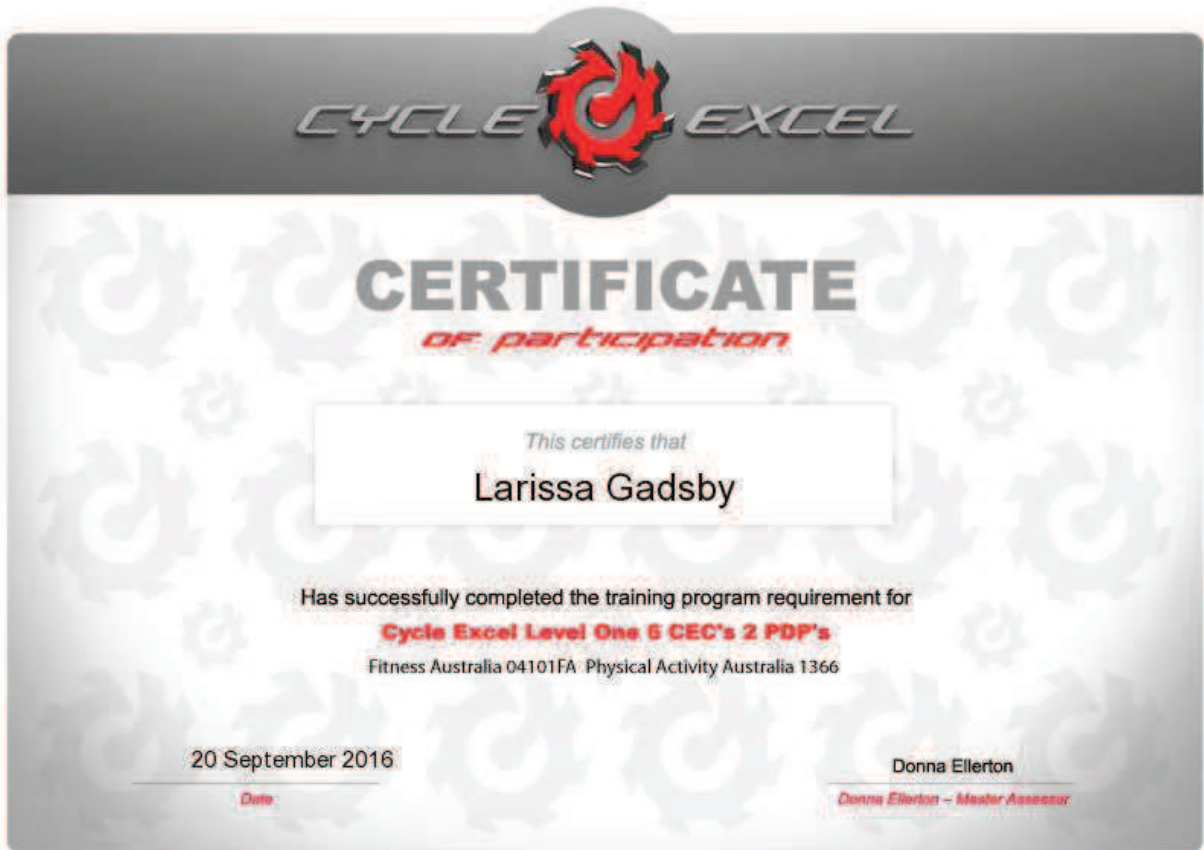 CYCLE EXCEL
CERTIFICATE
OF participation
This certifies that
Larissa Gadsby
Has successfully completed the training program requirement for
Cycle Excel Level One 6 CEC's 2 PDP's
Fitness Australia 04101FA Physical Activity Australia 1366
20 September 2016
Date
Donna Ellerton
Donna Ellerton – Master Assessor